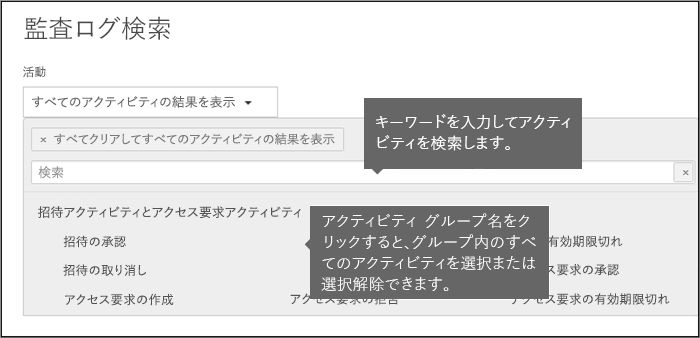 監査ログ検索
活動
すべてのアクティビティの結果を表示
× すべてクリアしてすべてのアクティビティの結果を表示
キーワードを入力してアクティ
ビティを検索します。
検索
×
招待アクティビティとアクセス要求アクティビティ
アクティビティ グループ名をク
リックすると、グループ内のすべ
てのアクティビティを選択または
選択解除できます。
招待の承認
有効期限切れ
招待の取り消し
ス要求の承認
アクセス要求の作成
アクセス要求の拒否
アクセス要求の有効期限切れ